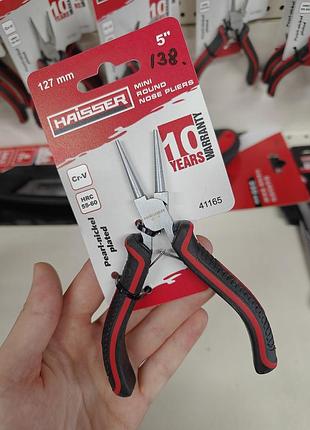 127 mm
5"
138.
HAISSER
MINI
ROUND
NOSE PLIERS
10
YEARS
WARRANTY
Cr-V
HRC
55-60
Pearl-nickel
plated
41165